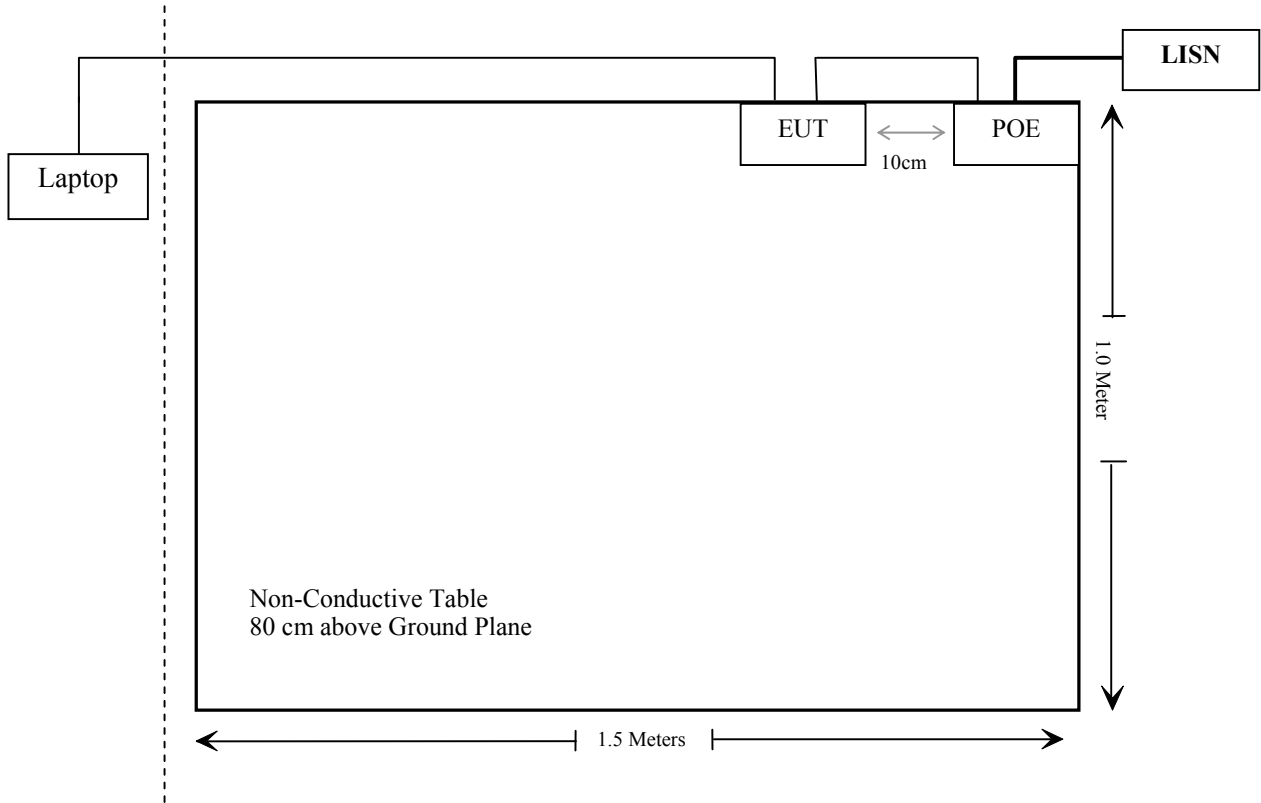 LISN
EUT
POE
10cm
Laptop
1.0 Meter
Non-Conductive Table
80 cm above Ground Plane
1.5 Meters